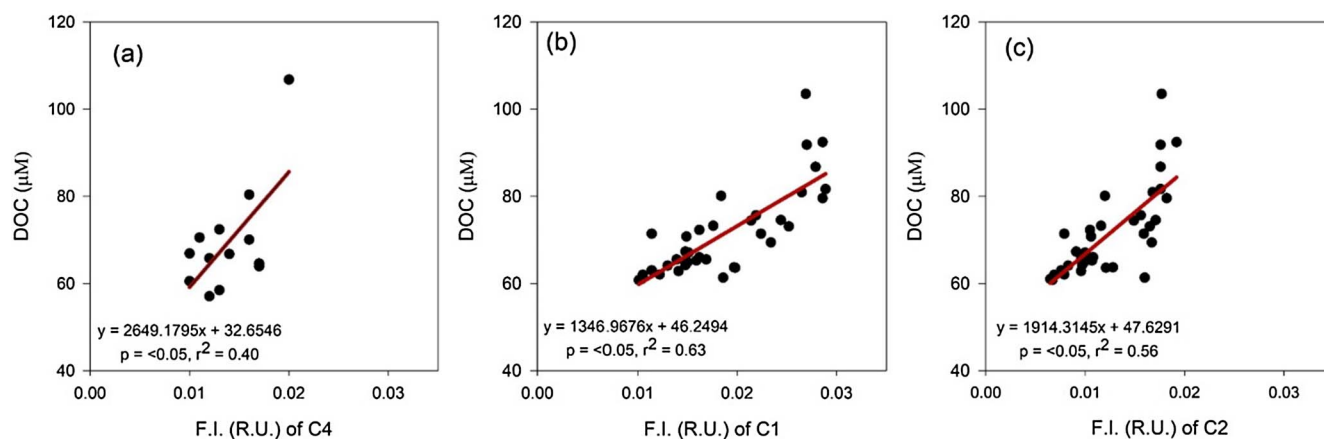 (a)
120
100
80
60
40
DOC (μM)
y = 2649.1795x + 32.6546
p = <0.05, r² = 0.40
0.00 0.01 0.02 0.03
F.I. (R.U.) of C4
(b)
120
100
80
60
40
DOC (μM)
y = 1346.9676x + 46.2494
p = <0.05, r² = 0.63
0.00 0.01 0.02 0.03
F.I. (R.U.) of C1
(c)
120
100
80
60
40
DOC (μM)
y = 1914.3145x + 47.6291
p = <0.05, r² = 0.56
0.00 0.01 0.02 0.03
F.I. (R.U.) of C2